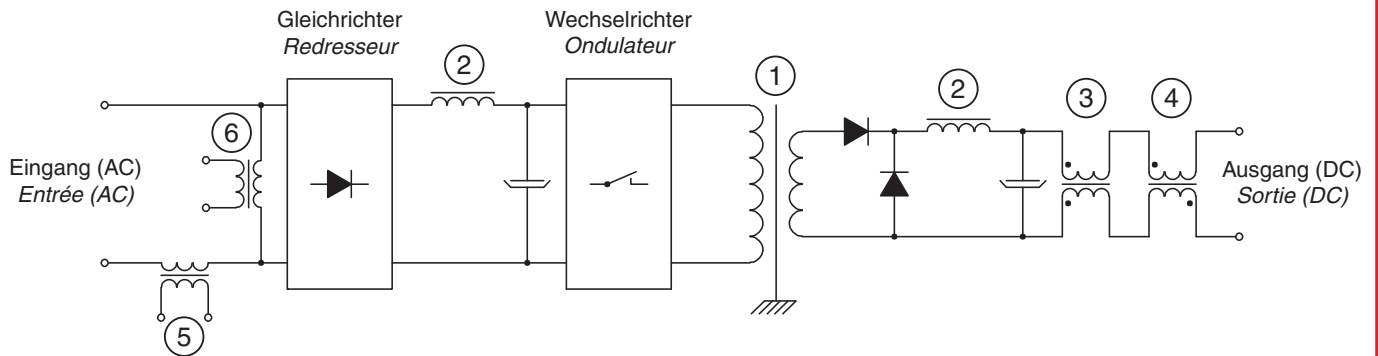 Gleichrichter
Redresseur
Wechselrichter
Ondulateur
2
1
2
3
4
6
Eingang (AC)
Entrée (AC)
Ausgang (DC)
Sortie (DC)
5